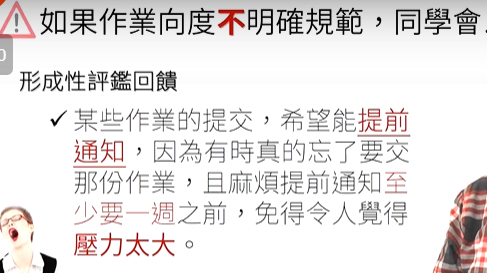 如果作業向度不明確規範，同學會
形成性評鑑回饋
✓某些作業的提交，希望能提前
通知，因為有時真的忘了要交
那份作業，且麻煩提前通知至
少要一週之前，免得令人覺得
壓力太大。